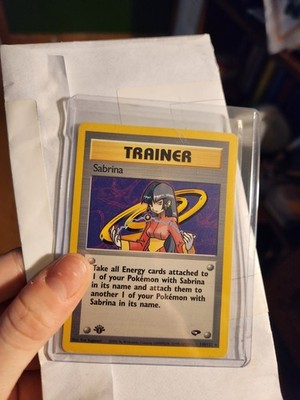 TRAINER
Sabrina
Take all Energy cards attached to
1 of your Pokémon with Sabrina
in its name and attach them to
another 1 of your Pokémon with
Sabrina in its name.